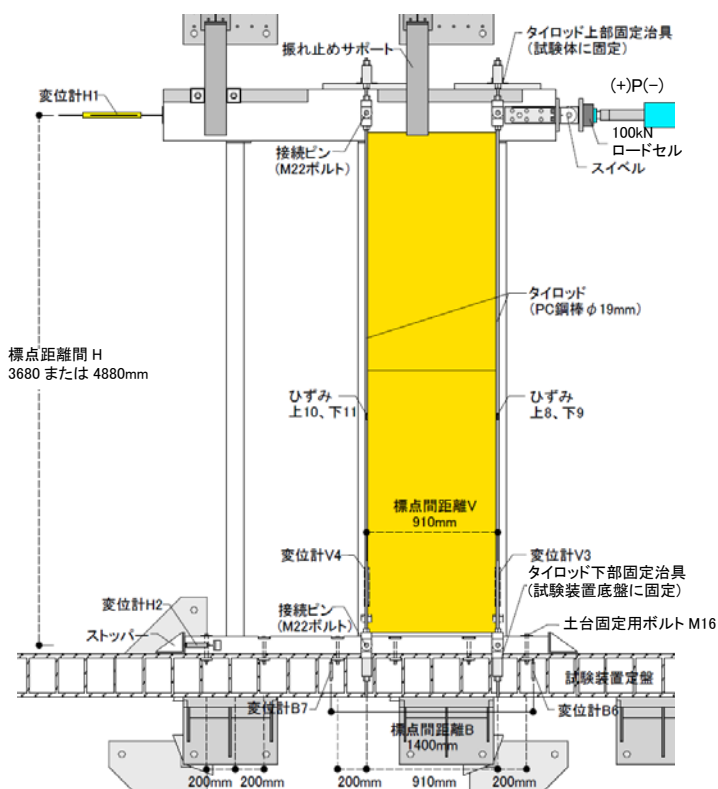 振れ止めサポート
タイロッド上部固定治具
(試験体に固定)
変位計H1
(+)P(−)
100kN
ロードセル
スイベル
接続ピン
(M22ボルト)
タイロッド
(PC鋼棒φ19mm)
標点距離間 H
3680 または 4880mm
ひずみ
上10、下11
ひずみ
上8、下9
標点間距離V
910mm
変位計V4
変位計V3
タイロッド下部固定治具
(試験装置底盤に固定)
変位計H2
接続ピン
(M22ボルト)
土台固定用ボルト M16
ストッパー
試験装置定盤
変位計B7
変位計B6
標点間距離B
1400mm
200mm
200mm
200mm
910mm
200mm